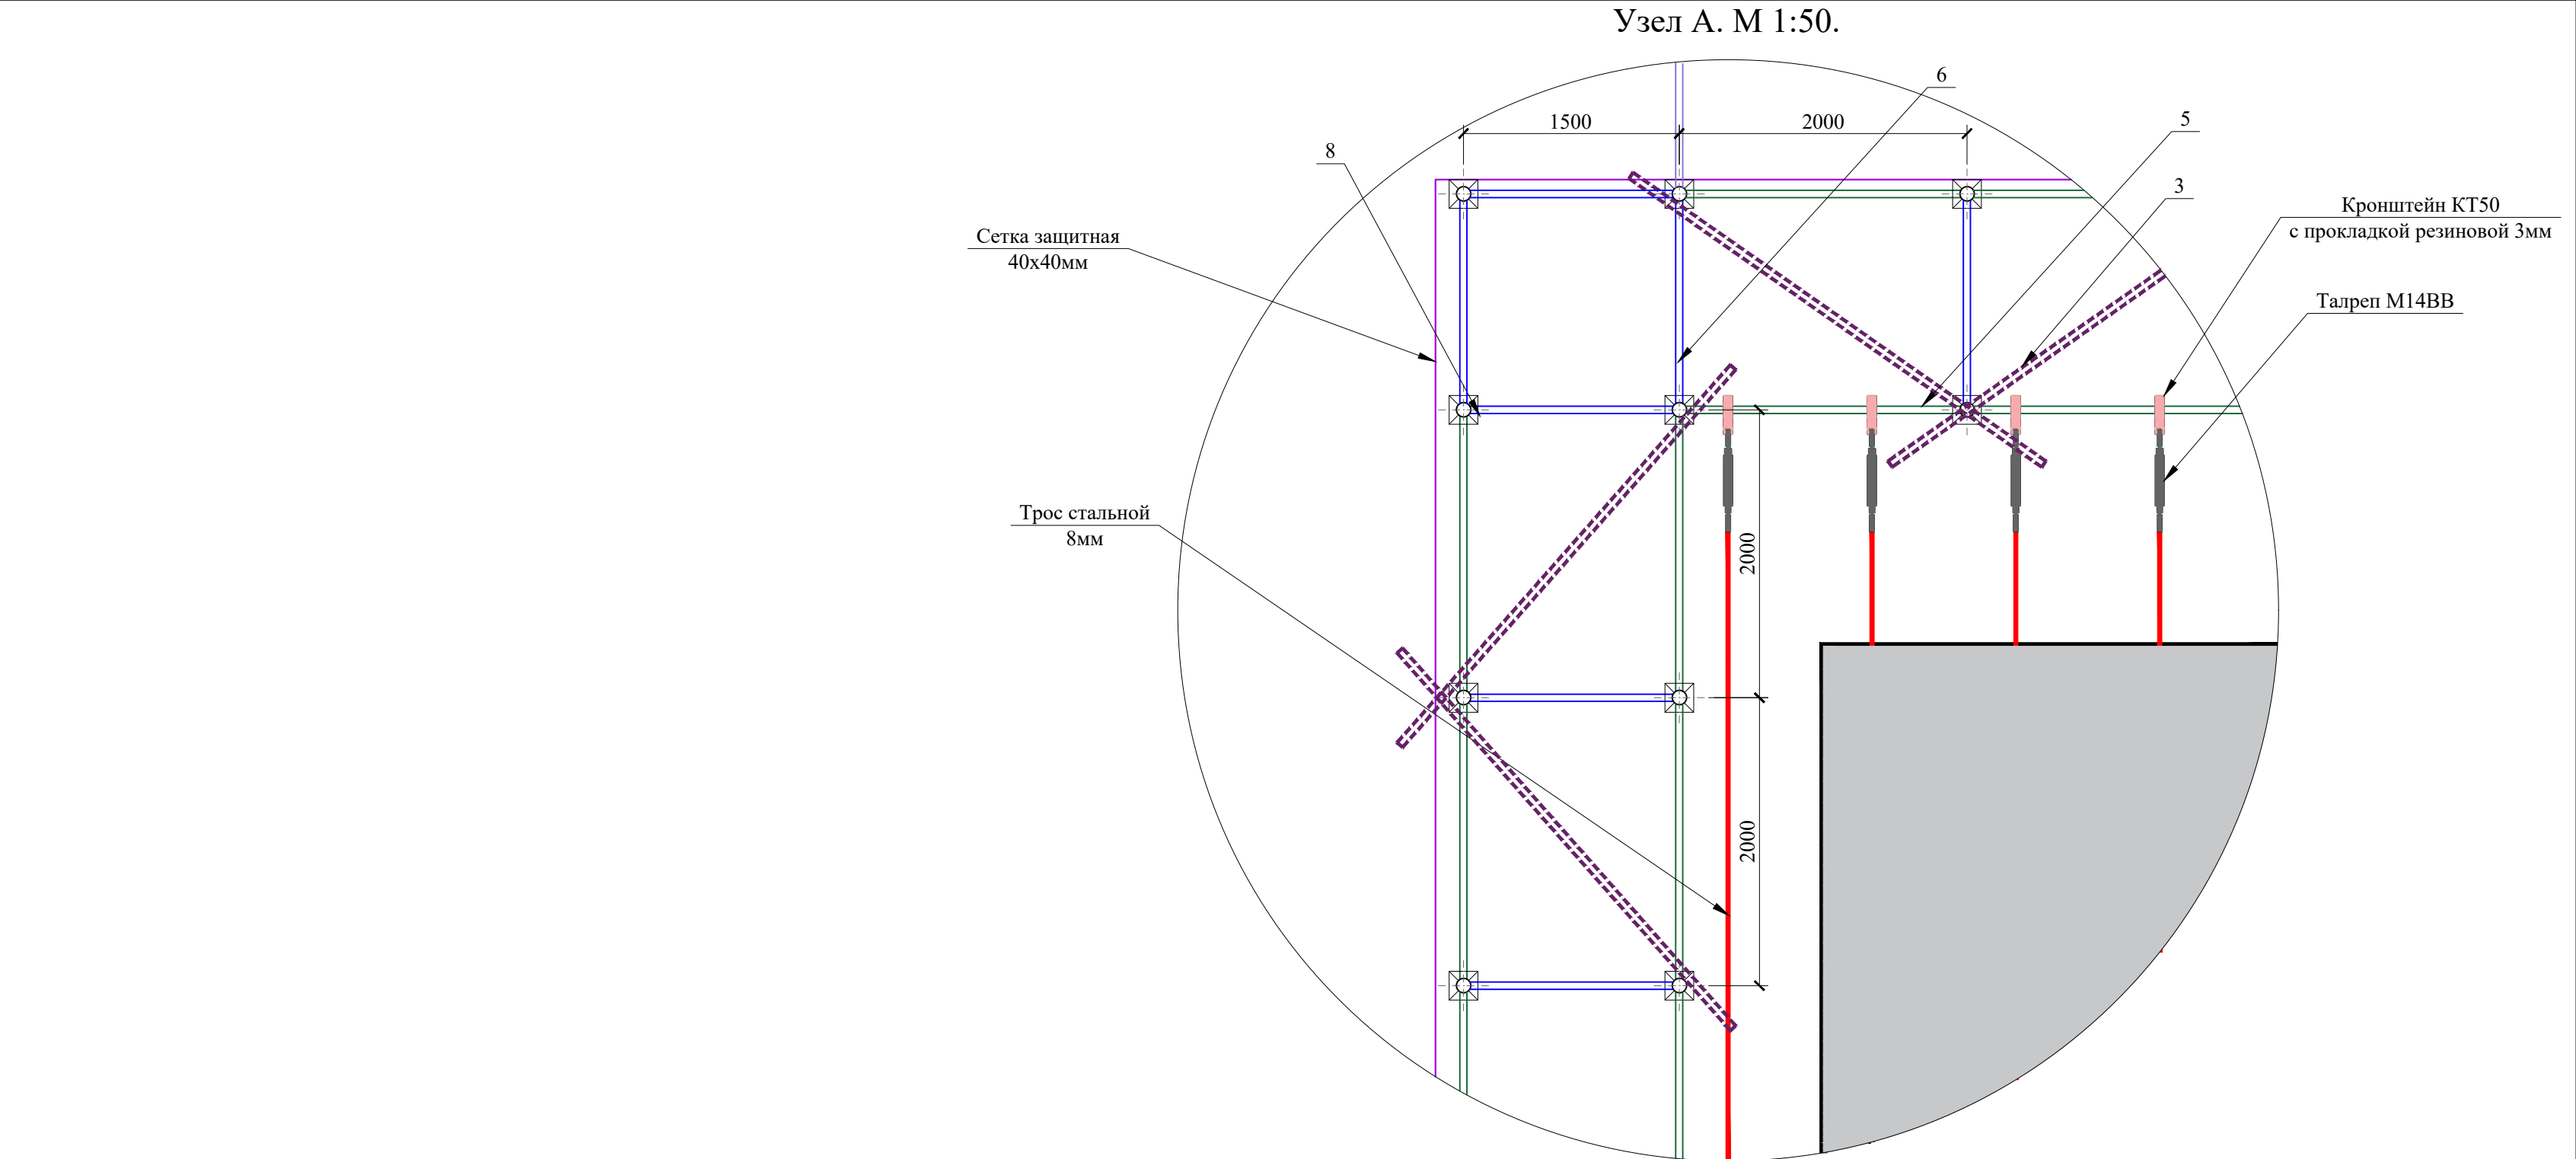 Узел А. М 1:50.
6
1500
2000
5
8
3
Кронштейн КТ50
с прокладкой резиновой 3мм
Сетка защитная
40х40мм
Талреп М14ВВ
Трос стальной
8мм
2000
2000